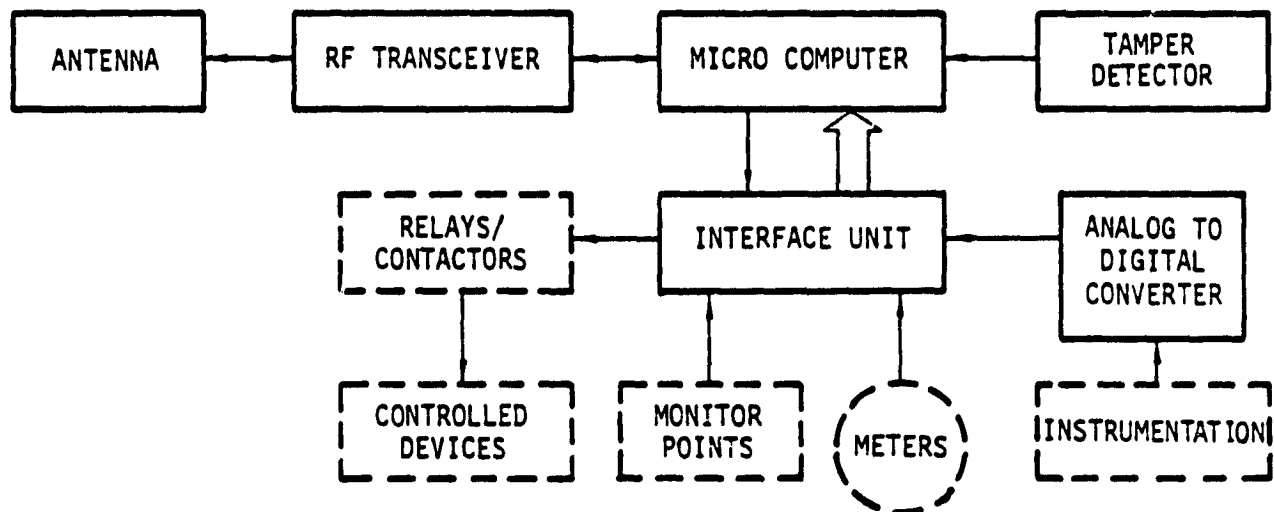 ANTENNA
RF TRANSCEIVER
MICRO COMPUTER
TAMPER
DETECTOR
RELAYS/
CONTACTORS
INTERFACE UNIT
ANALOG TO
DIGITAL
CONVERTER
CONTROLLED
DEVICES
MONITOR
POINTS
METERS
INSTRUMENTATION